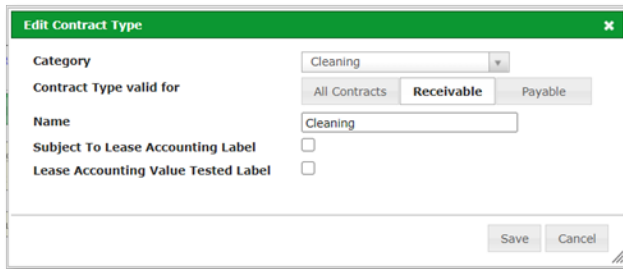 Edit Contract Type
Category Cleaning
Contract Type valid for All Contracts Receivable Payable
Name Cleaning
Subject To Lease Accounting Label
Lease Accounting Value Tested Label
Save Cancel